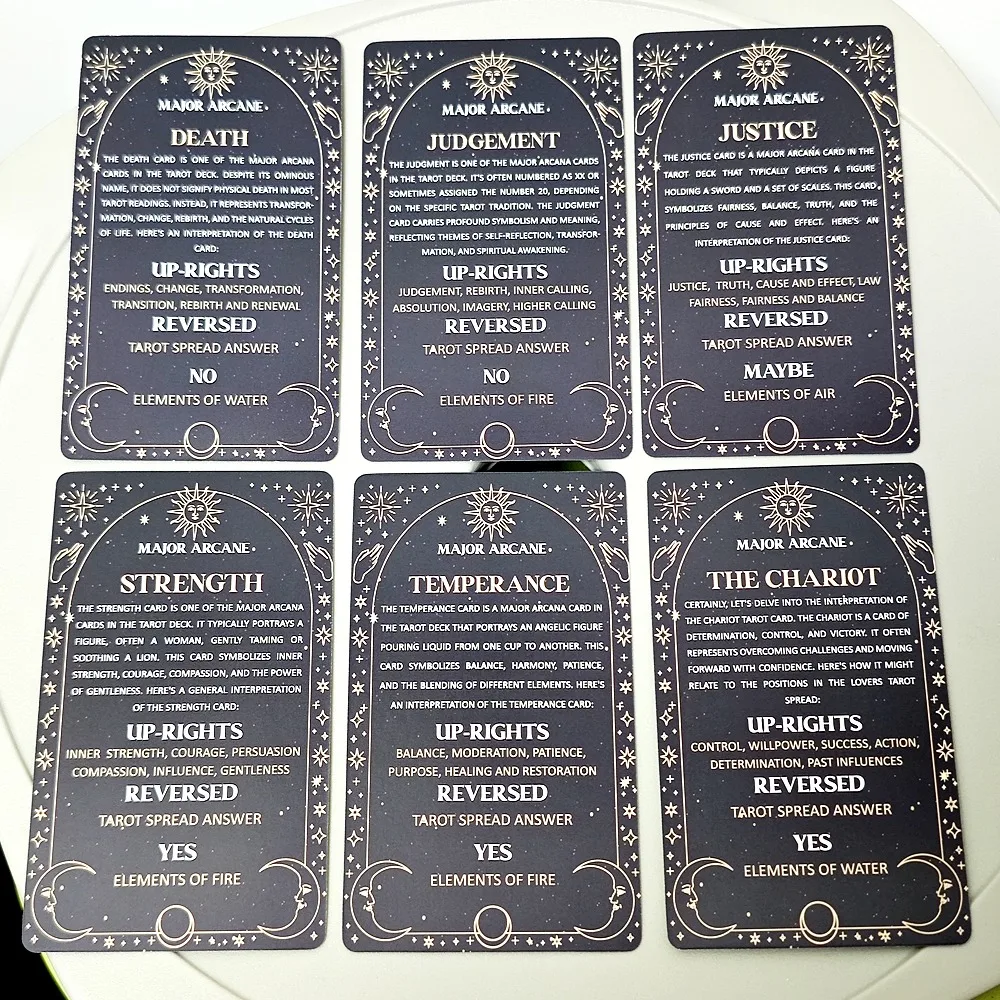 MAJOR ARCANE
DEATH
THE DEATH CARD IS ONE OF THE MAJOR ARCANA
CARDS IN THE TAROT DECK. DESPITE ITS OMINOUS
NAME, IT DOES NOT SIGNIFY PHYSICAL DEATH IN MOST
TAROT READINGS. INSTEAD, IT REPRESENTS TRANSFOR-
MATION, CHANGE, REBIRTH, AND THE NATURAL CYCLES
OF LIFE. HERE'S AN INTERPRETATION OF THE DEATH
CARD:
UP-RIGHTS
ENDINGS, CHANGE, TRANSFORMATION,
TRANSITION, REBIRTH AND RENEWAL
REVERSED
TAROT SPREAD ANSWER
NO
ELEMENTS OF WATER
MAJOR ARCANE
JUDGEMENT
THE JUDGMENT IS ONE OF THE MAJOR ARCANA CARDS
IN THE TAROT DECK. IT'S OFTEN NUMBERED AS XX OR
SOMETIMES ASSIGNED THE NUMBER 20, DEPENDING
ON THE SPECIFIC TAROT TRADITION. THE JUDGMENT
CARD CARRIES PROFOUND SYMBOLISM AND MEANING,
REFLECTING THEMES OF SELF-REFLECTION, TRANSFOR-
MATION, AND SPIRITUAL AWAKENING.
UP-RIGHTS
JUDGEMENT, REBIRTH, INNER CALLING,
ABSOLUTION, IMAGERY, HIGHER CALLING
REVERSED
TAROT SPREAD ANSWER
NO
ELEMENTS OF FIRE
MAJOR ARCANE
JUSTICE
THE JUSTICE CARD IS A MAJOR ARCANA CARD IN THE
TAROT DECK THAT TYPICALLY DEPICTS A FIGURE
HOLDING A SWORD AND A SET OF SCALES. THIS CARD
SYMBOLIZES FAIRNESS, BALANCE, TRUTH, AND THE
PRINCIPLES OF CAUSE AND EFFECT. HERE'S AN
INTERPRETATION OF THE JUSTICE CARD:
UP-RIGHTS
JUSTICE, TRUTH, CAUSE AND EFFECT, LAW
FAIRNESS, FAIRNESS AND BALANCE
REVERSED
TAROT SPREAD ANSWER
MAYBE
ELEMENTS OF AIR
MAJOR ARCANE
STRENGTH
THE STRENGTH CARD IS ONE OF THE MAJOR ARCANA
CARDS IN THE TAROT DECK. IT TYPICALLY PORTRAYS A
FIGURE, OFTEN A WOMAN, GENTLY TAMING OR
SOOTHING A LION. THIS CARD SYMBOLIZES INNER
STRENGTH, COURAGE, COMPASSION, AND THE POWER
OF GENTLENESS. HERE'S A GENERAL INTERPRETATION
OF THE STRENGTH CARD:
UP-RIGHTS
INNER STRENGTH, COURAGE, PERSUASION
COMPASSION, INFLUENCE, GENTLENESS
REVERSED
TAROT SPREAD ANSWER
YES
ELEMENTS OF FIRE
MAJOR ARCANE
TEMPERANCE
THE TEMPERANCE CARD IS A MAJOR ARCANA CARD IN
THE TAROT DECK THAT PORTRAYS AN ANGELIC FIGURE
POURING LIQUID FROM ONE CUP TO ANOTHER. THIS
CARD SYMBOLIZES BALANCE, HARMONY, PATIENCE,
AND THE BLENDING OF DIFFERENT ELEMENTS. HERE'S
AN INTERPRETATION OF THE TEMPERANCE CARD:
UP-RIGHTS
BALANCE, MODERATION, PATIENCE,
PURPOSE, HEALING AND RESTORATION
REVERSED
TAROT SPREAD ANSWER
YES
ELEMENTS OF FIRE
MAJOR ARCANE
THE CHARIOT
CERTAINLY, LET'S DELVE INTO THE INTERPRETATION OF
THE CHARIOT TAROT CARD. THE CHARIOT IS A CARD OF
DETERMINATION, CONTROL, AND VICTORY. IT OFTEN
REPRESENTS OVERCOMING CHALLENGES AND MOVING
FORWARD WITH CONFIDENCE. HERE'S HOW IT MIGHT
RELATE TO THE POSITIONS IN THE LOVERS TAROT
SPREAD:
UP-RIGHTS
CONTROL, WILLPOWER, SUCCESS, ACTION,
DETERMINATION, PAST INFLUENCES
REVERSED
TAROT SPREAD ANSWER
YES
ELEMENTS OF WATER